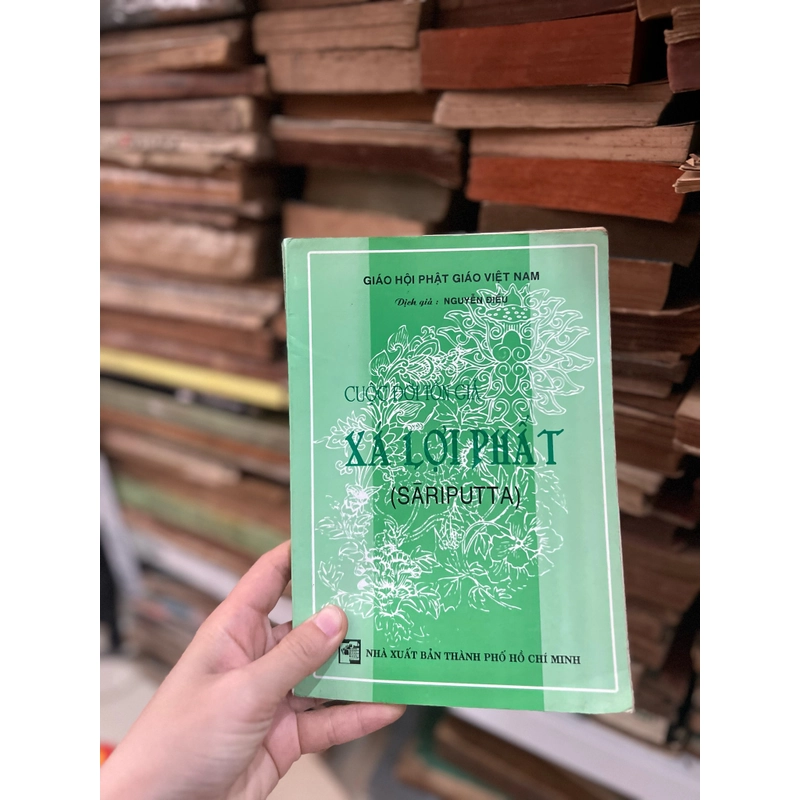 GIÁO HỘI PHẬT GIÁO VIỆT NAM
Dịch giả : NGUYỄN ĐIỀU
CUỘC ĐỜI TÔN GIẢ
XÁ LỢI PHẤT
(SĀRIPUTTA)
NHÀ XUẤT BẢN THÀNH PHỐ HỒ CHÍ MINH